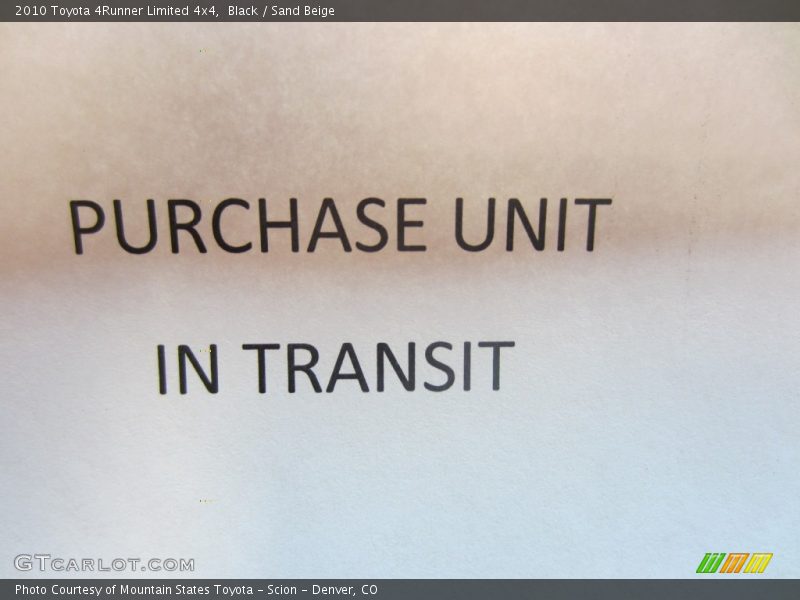 2010 Toyota 4Runner Limited 4x4,  Black / Sand Beige
PURCHASE UNIT
IN TRANSIT
GTCARLOT.COM
Photo Courtesy of Mountain States Toyota - Scion - Denver, CO